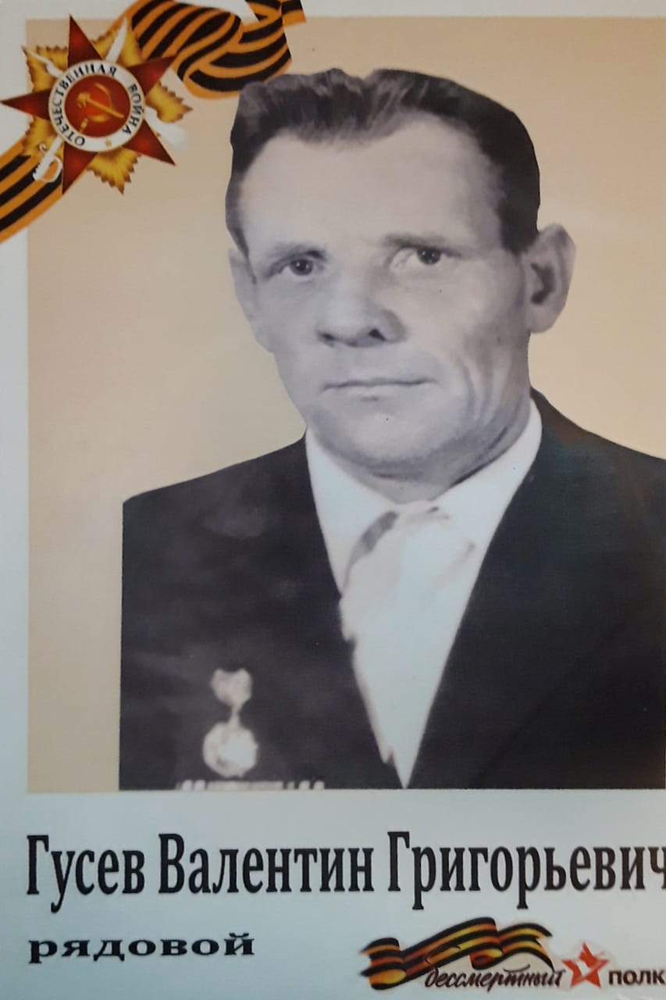 ОТЕЧЕСТВЕННАЯ ВОЙНА
Гусев Валентин Григорьевич
рядовой
бессмертный полк